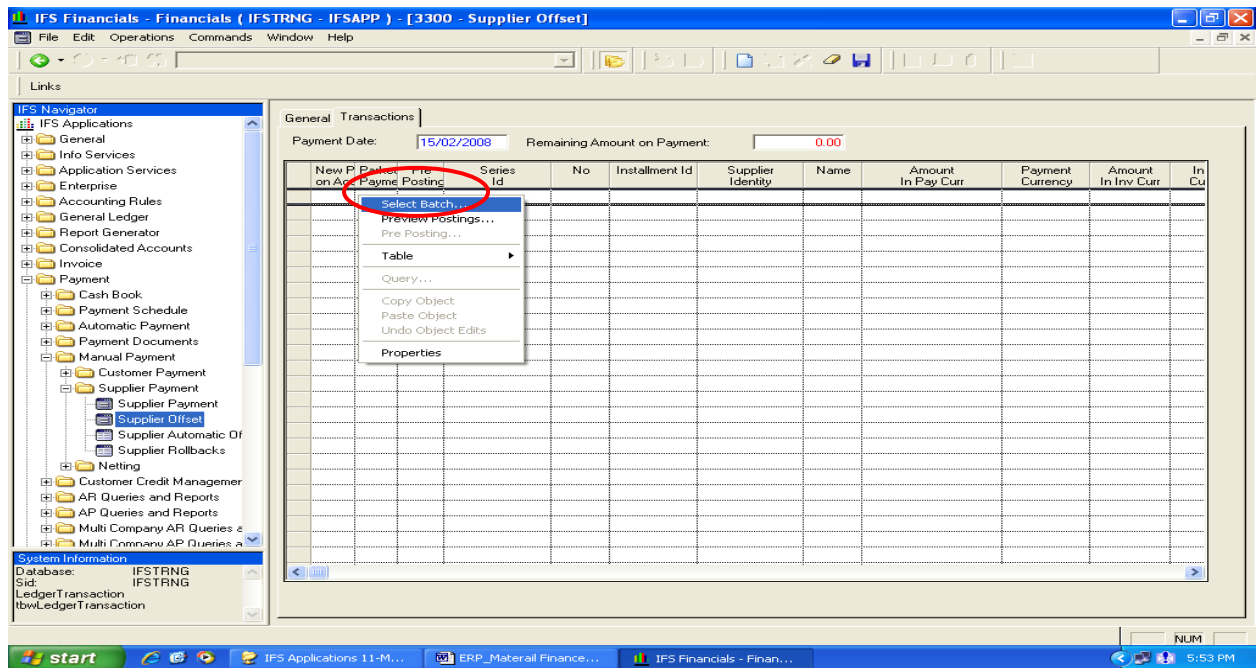 IFS Financials - Financials ( IFSTRNG - IFSAPP ) - [3300 - Supplier Offset]
File Edit Operations Commands Window Help
Links
IFS Navigator
IFS Applications
General
Info Services
Application Services
Enterprise
Accounting Rules
General Ledger
Report Generator
Consolidated Accounts
Invoice
Payment
Cash Book
Payment Schedule
Automatic Payment
Payment Documents
Manual Payment
Customer Payment
Supplier Payment
Supplier Payment
Supplier Offset
Supplier Automatic Of
Supplier Rollbacks
Netting
Customer Credit Managemer
AR Queries and Reports
AP Queries and Reports
Multi Company AR Queries a
Multi Company AP Queries a
System Information
Database: IFSTRNG
Sid: IFSTRNG
LedgerTransaction
tbwLedgerTransaction
General Transactions
Payment Date: 15/02/2008 Remaining Amount on Payment: 0.00
New P Pre Series No Installment Id Supplier Name Amount Payment Amount In
Payme Posting Id Identity In Pay Curr Currency In Inv Curr Cu
Select Batch...
Preview Postings...
Pre Posting...
Table
Query...
Copy Object
Paste Object
Undo Object Edits
Properties
NUM
start IFS Applications 11-M... ERP_Materail Finance... IFS Financials - Finan... 5:53 PM